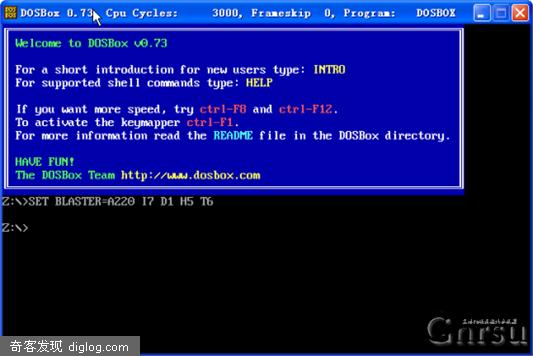 DOSBox 0.73, Cpu Cycles: 3000, Frameskip 0, Program: DOSBOX
Welcome to DOSBox v0.73
For a short introduction for new users type: INTRO
For supported shell commands type: HELP
If you want more speed, try ctrl-F8 and ctrl-F12.
To activate the keymapper ctrl-F1.
For more information read the README file in the DOSBox directory.
HAVE FUN!
The DOSBox Team http://www.dosbox.com
Z:\>SET BLASTER=A220 I7 D1 H5 T6
Z:\>
Gnrsu
奇客发现 diglog.com